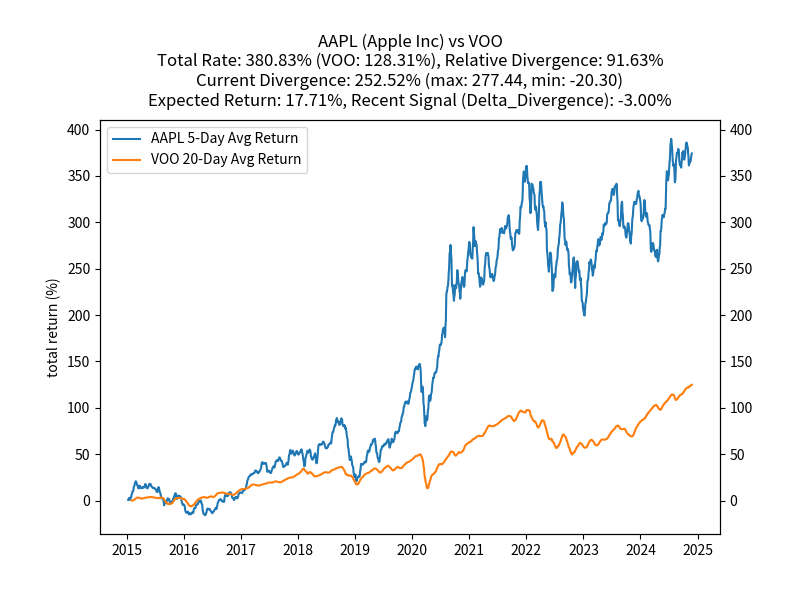 AAPL (Apple Inc) vs VOO
Total Rate: 380.83% (VOO: 128.31%), Relative Divergence: 91.63%
Current Divergence: 252.52% (max: 277.44, min: -20.30)
Expected Return: 17.71%, Recent Signal (Delta_Divergence): -3.00%
AAPL 5-Day Avg Return
VOO 20-Day Avg Return
total return (%)
400
350
300
250
200
150
100
50
0
400
350
300
250
200
150
100
50
0
2015 2016 2017 2018 2019 2020 2021 2022 2023 2024 2025